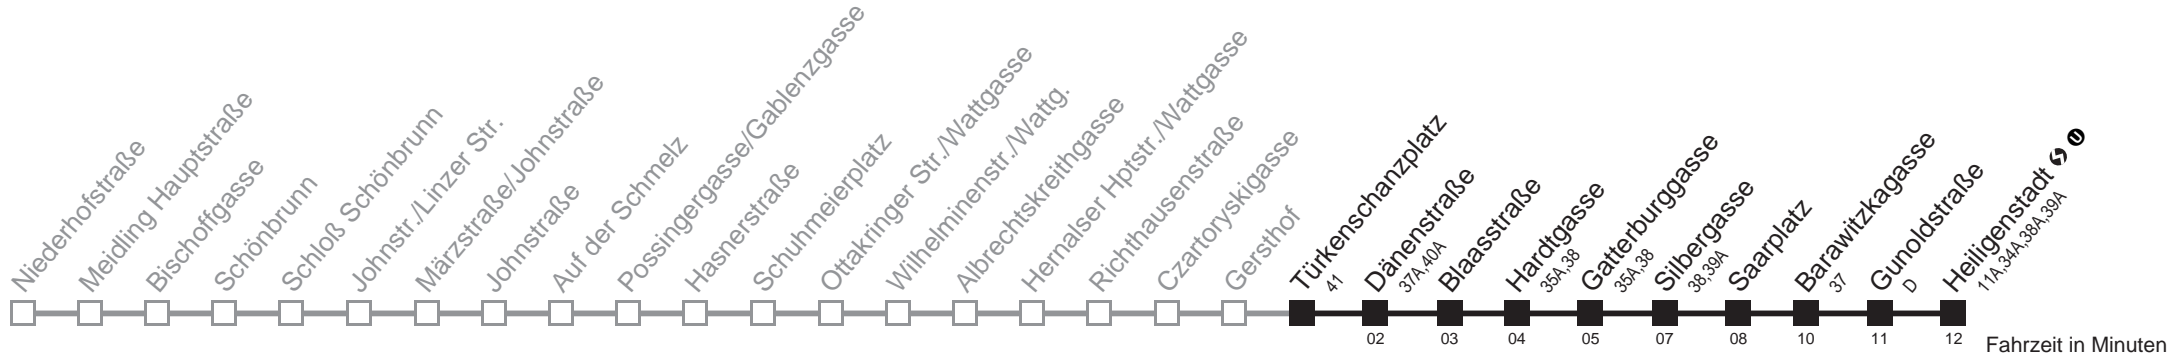 Niederhofstraße
Meidling Hauptstraße
Bischoffgasse
Schönbrunn
Schloß Schönbrunn
Johnstr./Linzer Str.
Märzstraße/Johnstraße
Johnstraße
Auf der Schmelz
Possingergasse/Gablenzgasse
Hasnerstraße
Schuhmeierplatz
Ottakringer Str./Wattgasse
Wilhelminenstr./Wattg.
Albrechtskreithgasse
Hernalser Hptstr./Wattgasse
Richthausenstraße
Czartoryskigasse
Gersthof
Türkenschanzplatz
41
Dänenstraße
37A,40A
02
Blaasstraße
03
Hardtgasse
35A,38
04
Gatterburggasse
35A,38
05
Silbergasse
38,39A
07
Saarplatz
08
Barawitzkagasse
37
10
Gunoldstraße
D
11
Heiligenstadt S U
11A,34A,38A,39A
12
Fahrzeit in Minuten